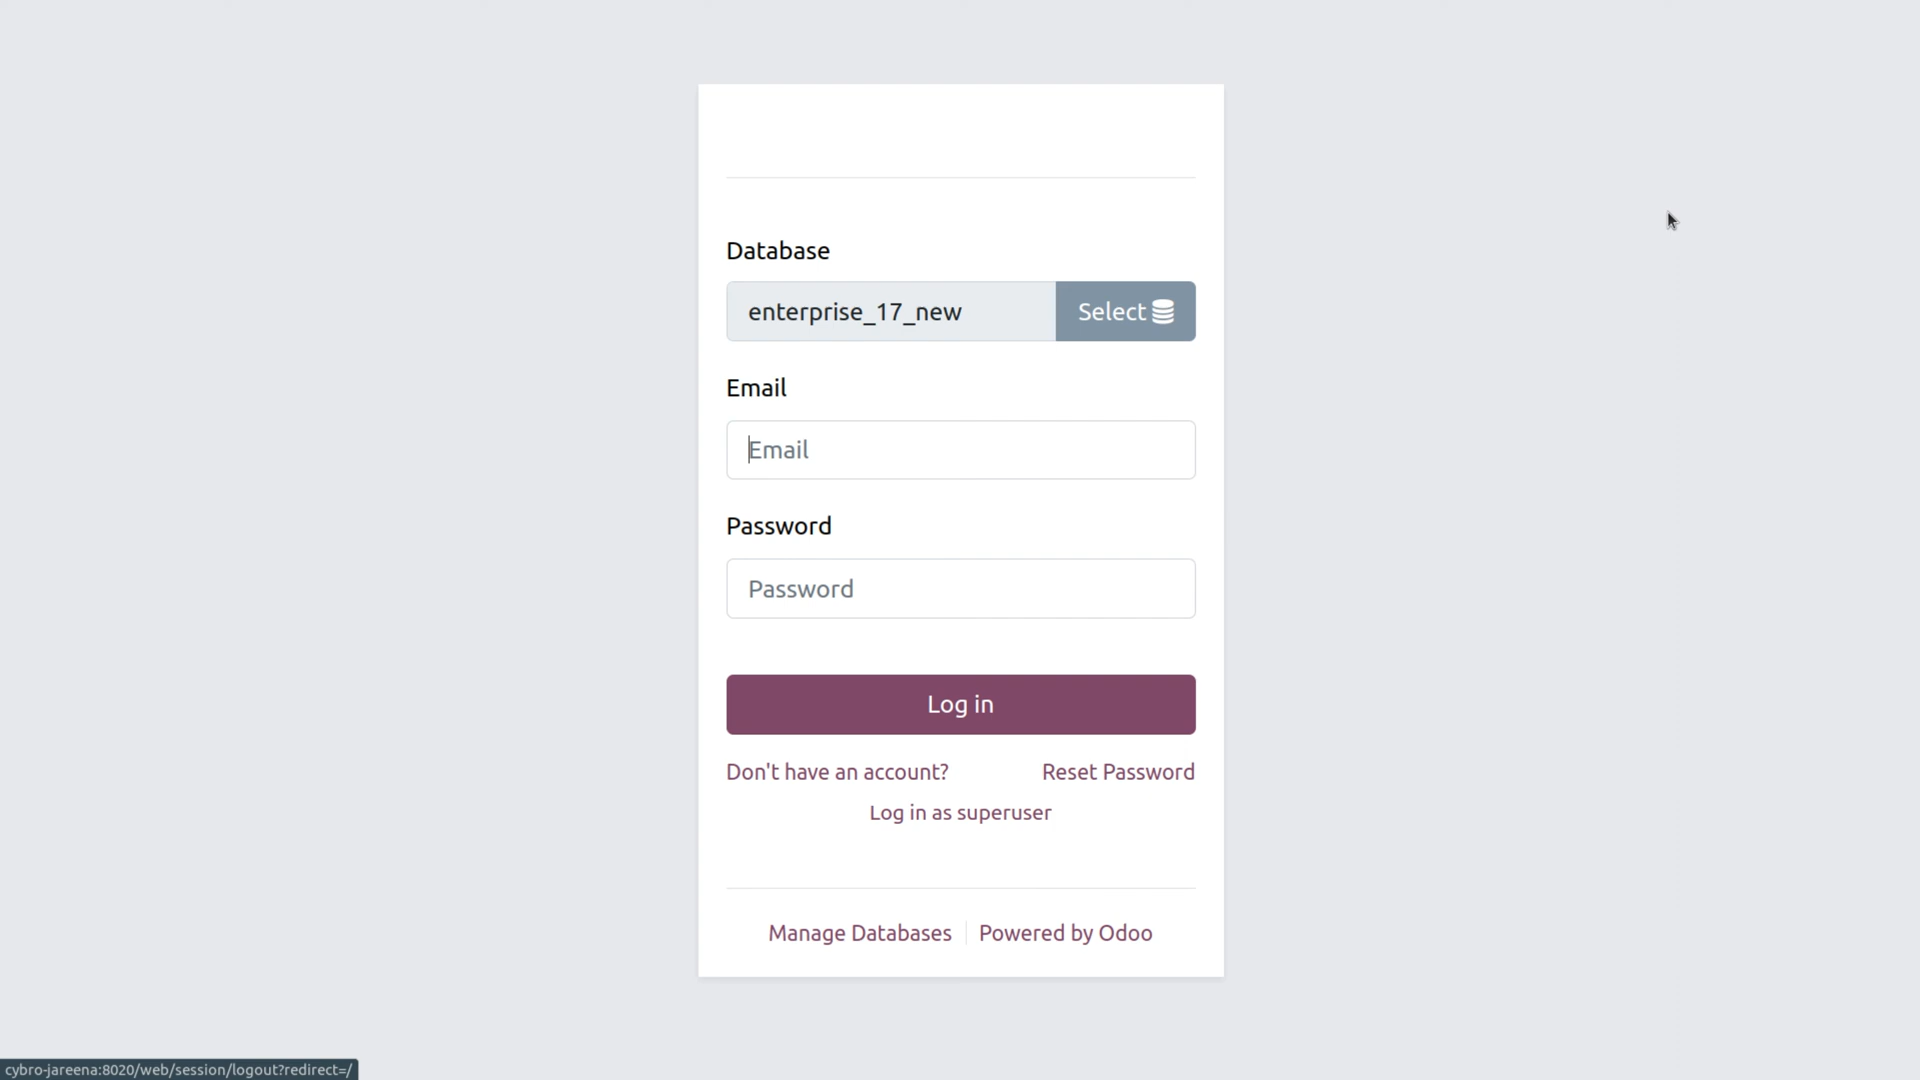 Database
enterprise_17_new
Select
Email
Email
Password
Password
Log in
Don't have an account?
Reset Password
Log in as superuser
Manage Databases
Powered by Odoo
cybro-jareena:8020/web/session/logout?redirect=/